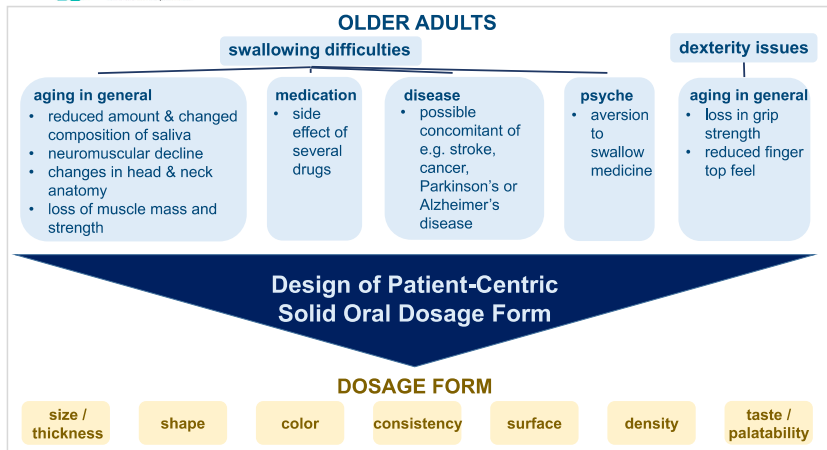 OLDER ADULTS
swallowing difficulties
dexterity issues
aging in general
• reduced amount & changed
composition of saliva
• neuromuscular decline
• changes in head & neck
anatomy
• loss of muscle mass and
strength
medication
• side
effect of
several
drugs
disease
• possible
concomitant of
e.g. stroke,
cancer,
Parkinson's or
Alzheimer's
disease
psyche
• aversion
to
swallow
medicine
aging in general
• loss in grip
strength
• reduced finger
top feel
Design of Patient-Centric
Solid Oral Dosage Form
DOSAGE FORM
size /
thickness
shape
color
consistency
surface
density
taste /
palatability